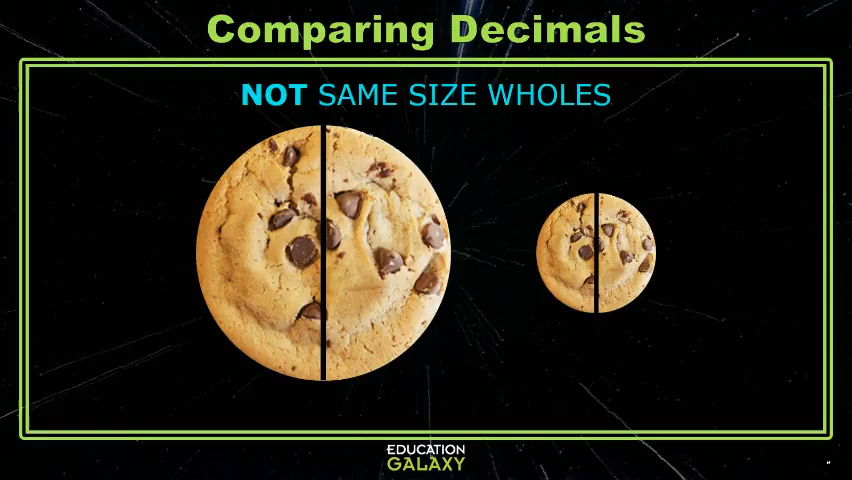 Comparing Decimals
NOT SAME SIZE WHOLES
EDUCATION
GALAXY